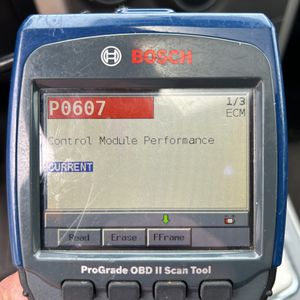 BOSCH
P0607
1/3
ECM
Control Module Performance
CURRENT
Read Erase FFrame
ProGrade OBD II Scan Tool